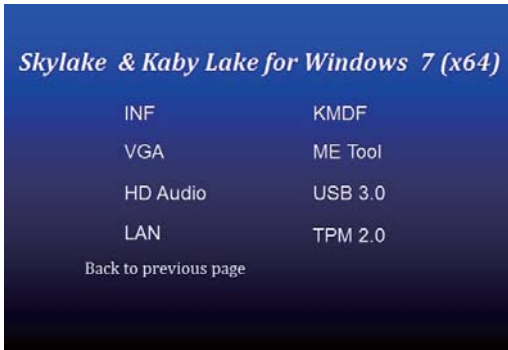 Skylake & Kaby Lake for Windows 7 (x64)
INF
KMDF
VGA
ME Tool
HD Audio
USB 3.0
LAN
TPM 2.0
Back to previous page